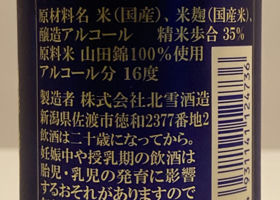 原材料名 米(国産)、米麹(国産米)、
醸造アルコール 精米歩合 35%
原料米 山田錦100%使用
アルコール分 16度
製造者 株式会社北雪酒造
新潟県佐渡市徳和2377番地2
飲酒は二十歳になってから。
妊娠中や授乳期の飲酒は
胎児・乳児の発育に影響
するおそれがありますので
931141124736